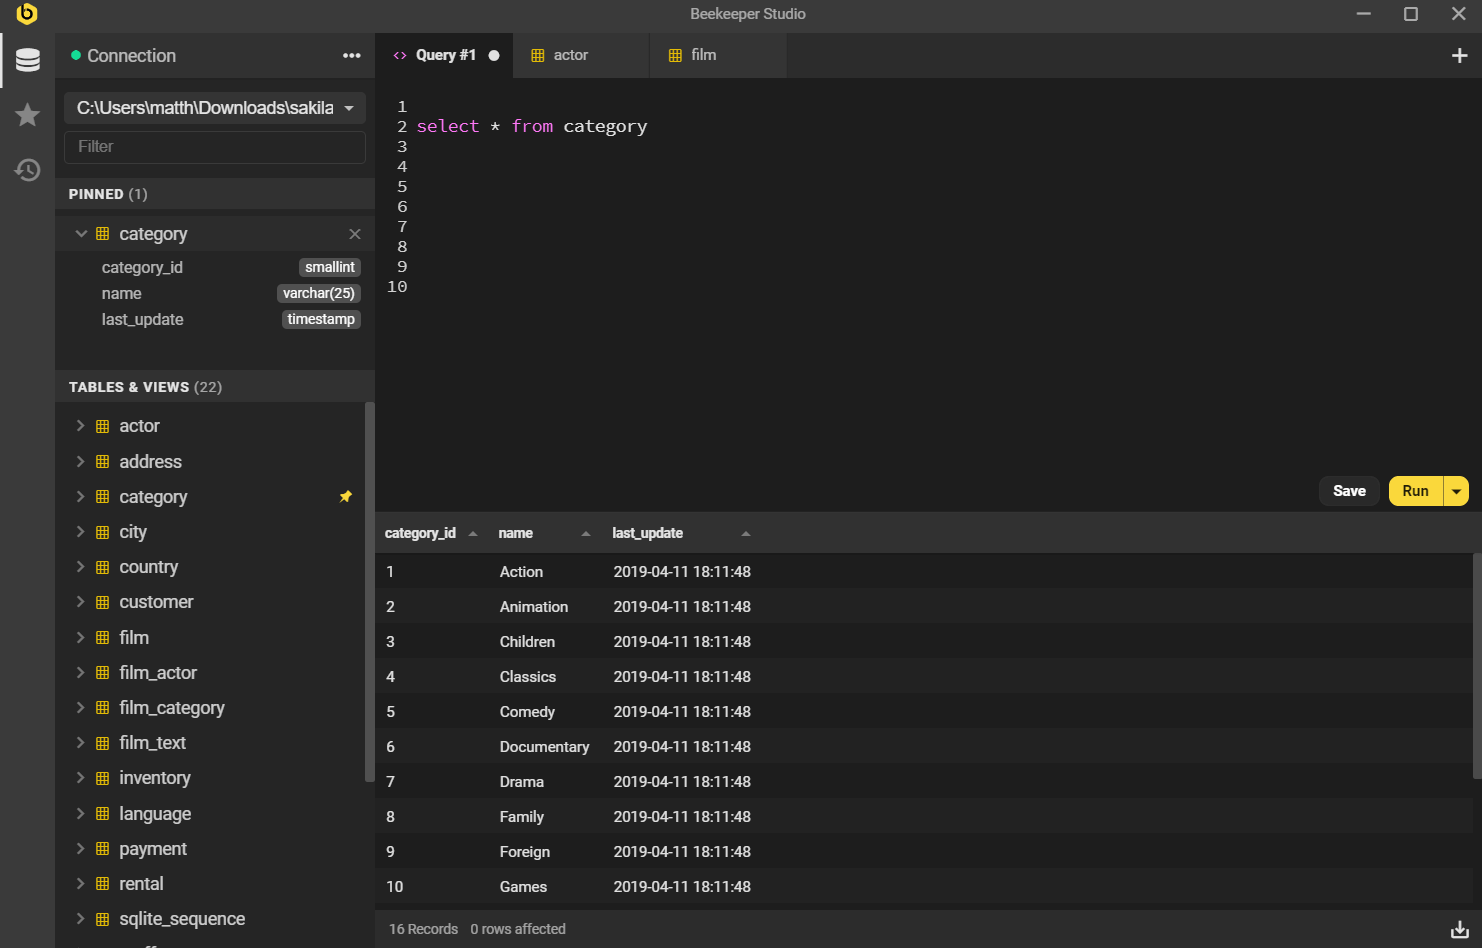 Beekeeper Studio
Connection
C:\Users\matth\Downloads\sakila
Filter
PINNED (1)
category
category_id smallint
name varchar(25)
last_update timestamp
TABLES & VIEWS (22)
actor
address
category
city
country
customer
film
film_actor
film_category
film_text
inventory
language
payment
rental
sqlite_sequence
<> Query #1 actor film
1
2 select * from category
3
4
5
6
7
8
9
10
Save Run
category_id name last_update
1 Action 2019-04-11 18:11:48
2 Animation 2019-04-11 18:11:48
3 Children 2019-04-11 18:11:48
4 Classics 2019-04-11 18:11:48
5 Comedy 2019-04-11 18:11:48
6 Documentary 2019-04-11 18:11:48
7 Drama 2019-04-11 18:11:48
8 Family 2019-04-11 18:11:48
9 Foreign 2019-04-11 18:11:48
10 Games 2019-04-11 18:11:48
16 Records 0 rows affected